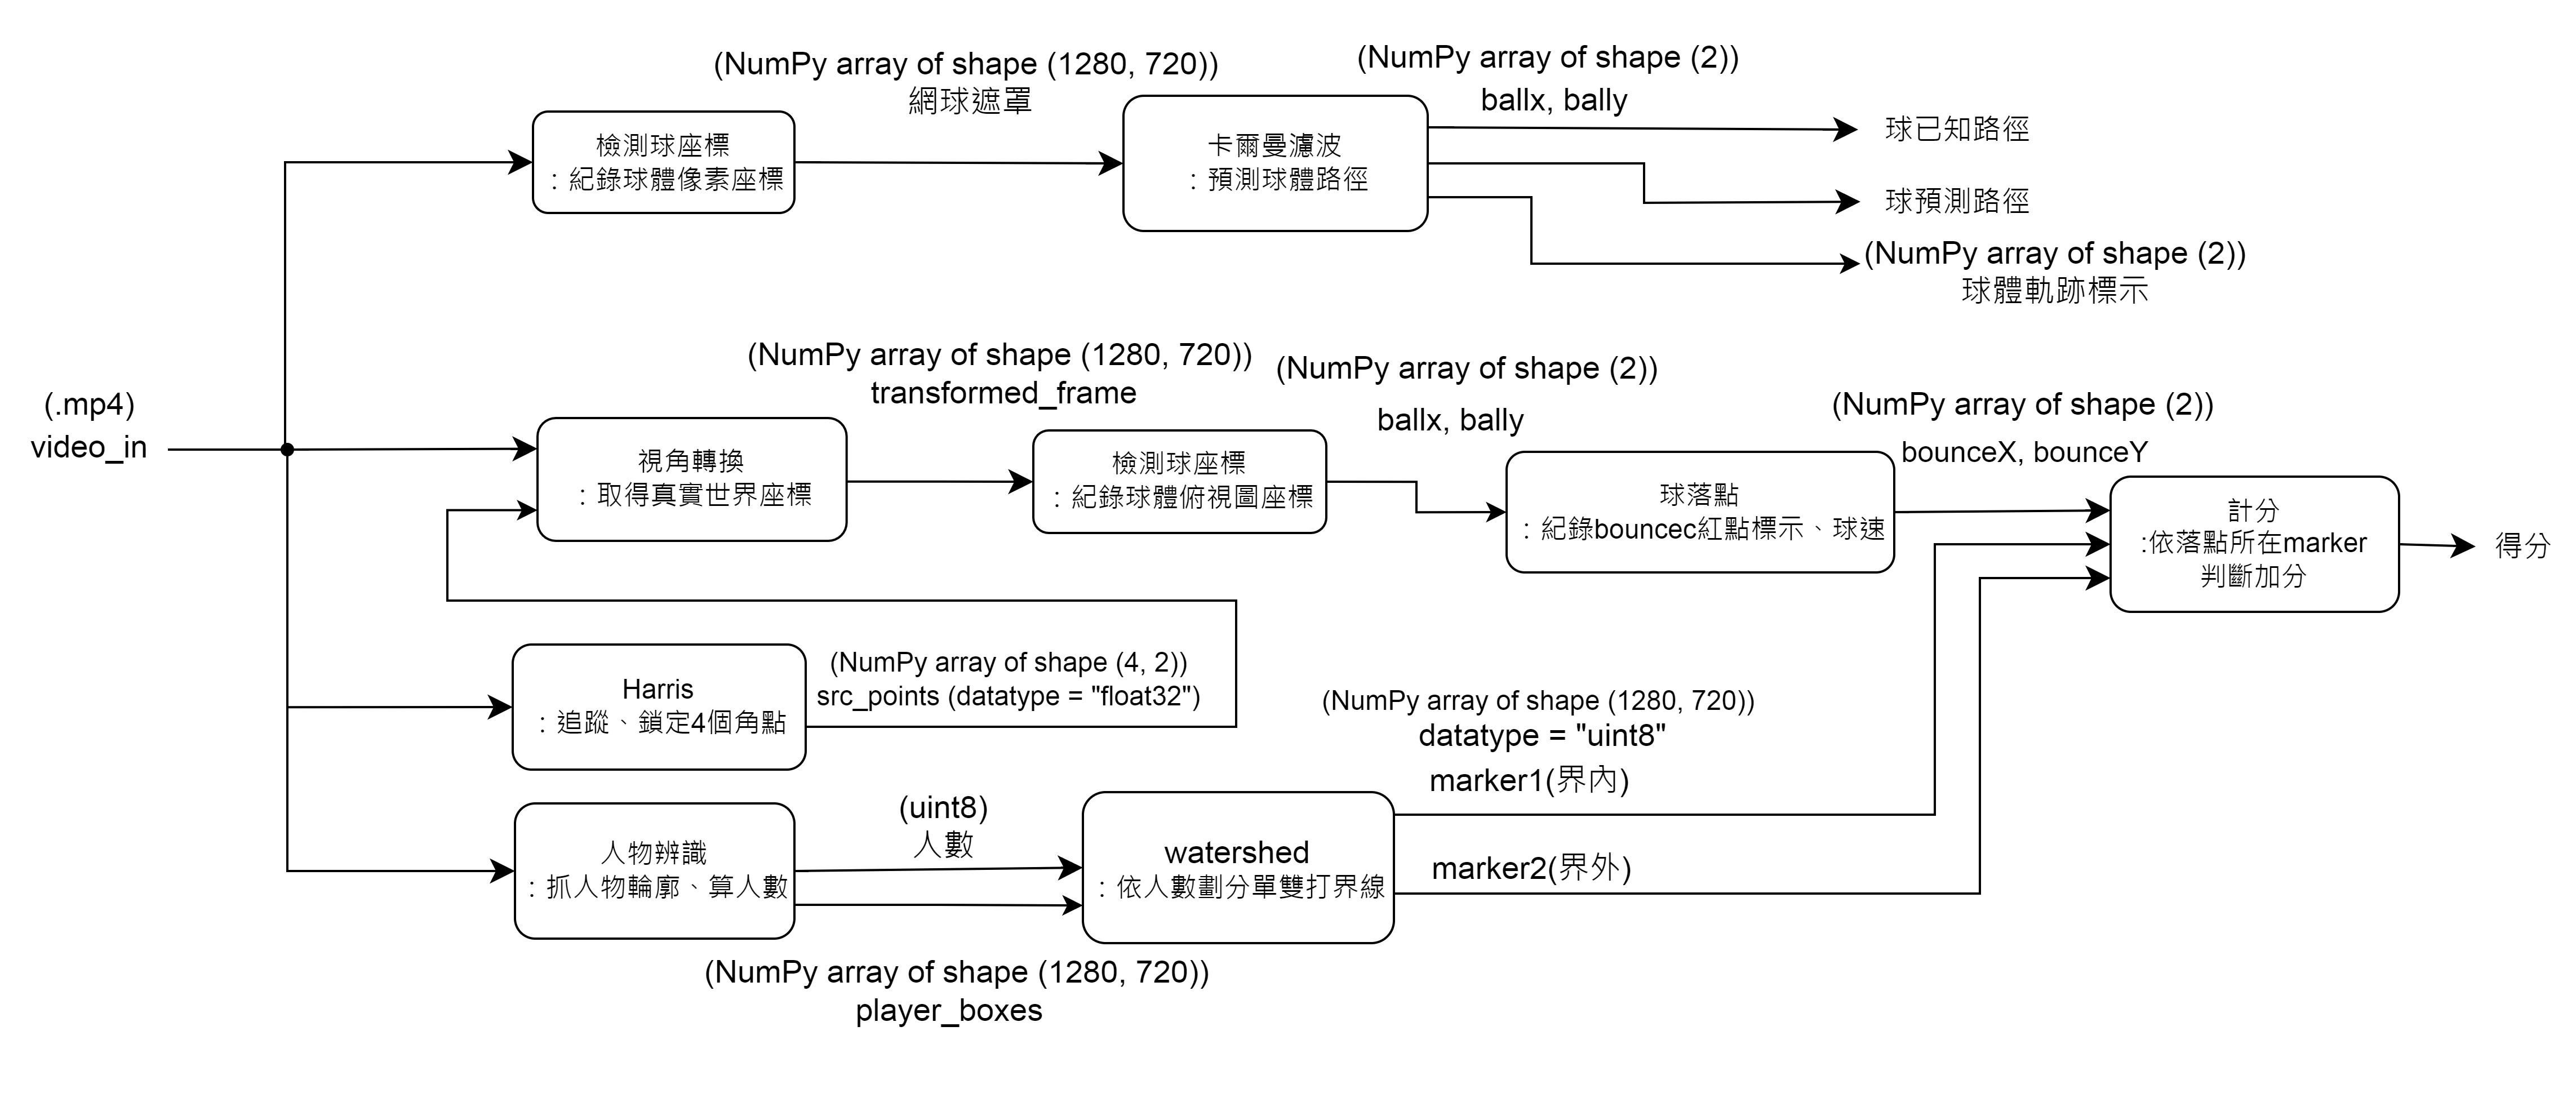 (NumPy array of shape (1280, 720))
網球遮罩
(NumPy array of shape (2))
ballx, bally
檢測球座標
：紀錄球體像素座標
卡爾曼濾波
：預測球體路徑
球已知路徑
球預測路徑
(NumPy array of shape (2))
球體軌跡標示
(.mp4)
video_in
(NumPy array of shape (1280, 720))
transformed_frame
(NumPy array of shape (2))
ballx, bally
(NumPy array of shape (2))
bounceX, bounceY
視角轉換
：取得真實世界座標
檢測球座標
：紀錄球體俯視圖座標
球落點
：紀錄bouncec紅點標示、球速
計分
:依落點所在marker
判斷加分
得分
Harris
：追蹤、鎖定4個角點
(NumPy array of shape (4, 2))
src_points (datatype = "float32")
(NumPy array of shape (1280, 720))
datatype = "uint8"
marker1(界內)
人物辨識
：抓人物輪廓、算人數
(uint8)
人數
watershed
：依人數劃分單雙打界線
marker2(界外)
(NumPy array of shape (1280, 720))
player_boxes